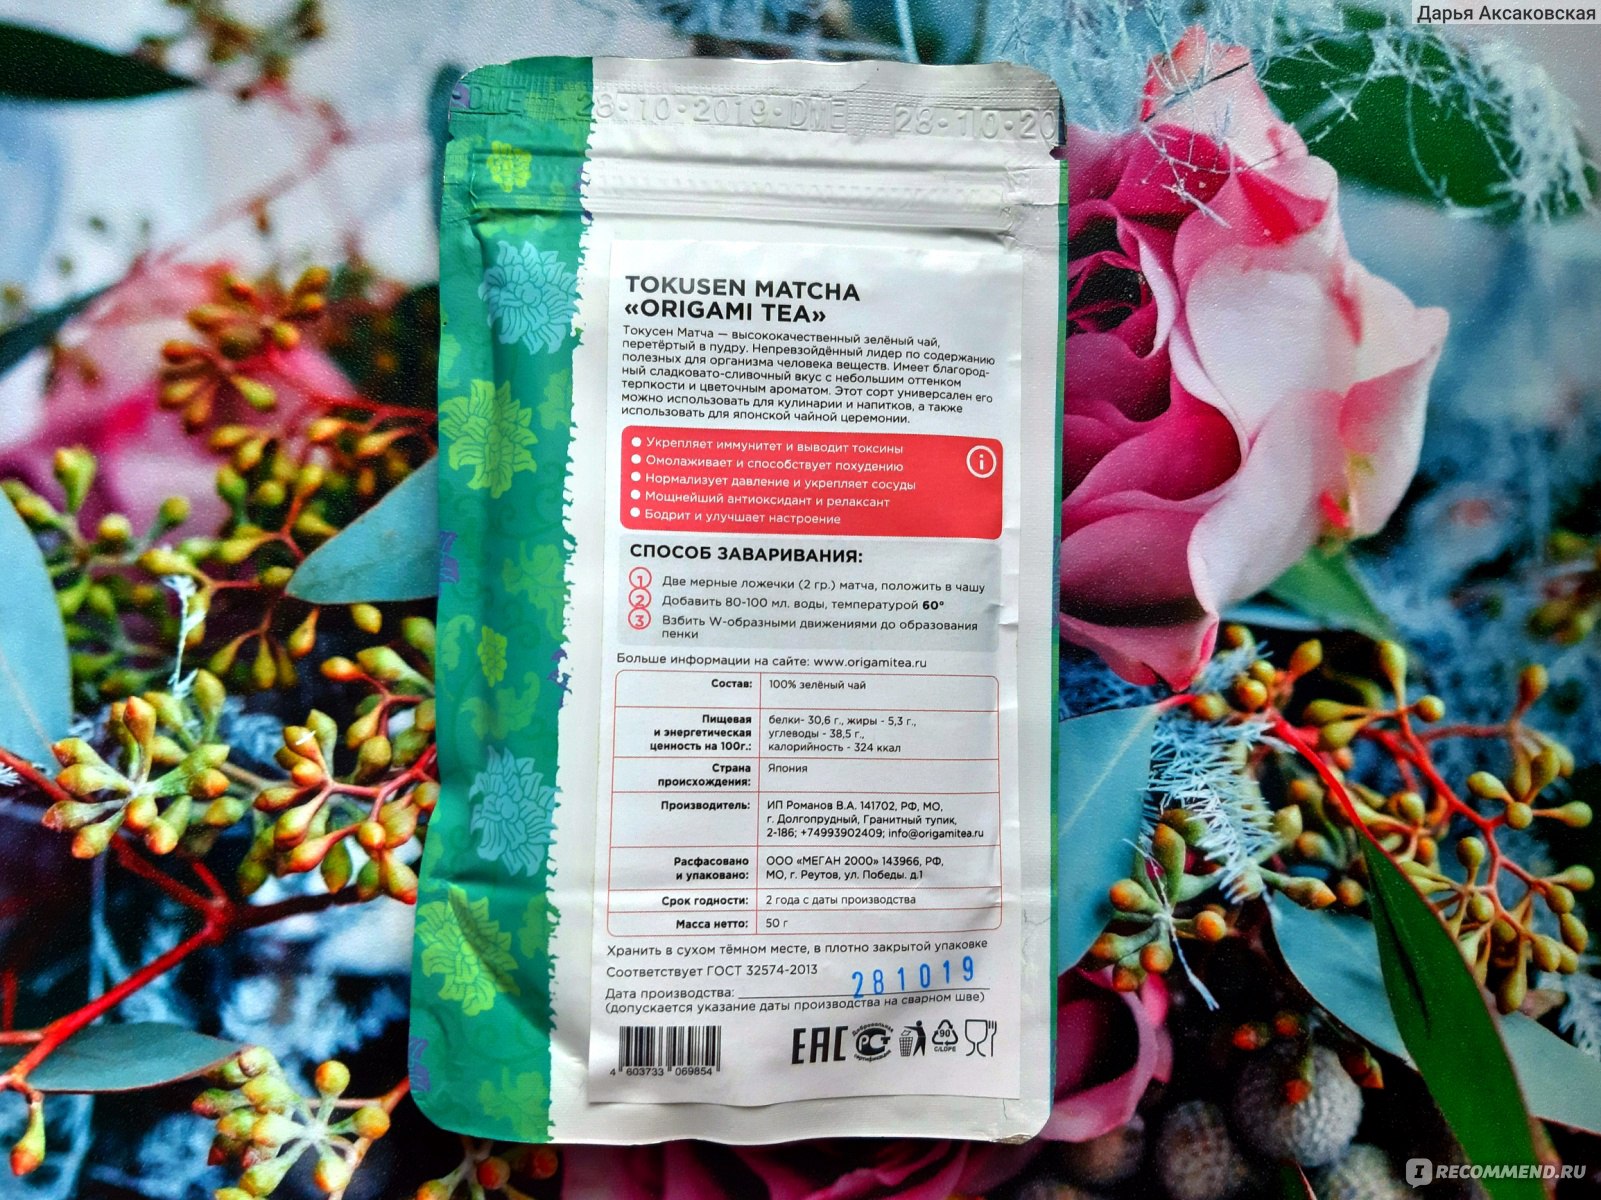 Дарья Аксаковская
DME 28·10·2019·DME 28·10·20
TOKUSEN MATCHA
«ORIGAMI TEA»
Токусен Матча — высококачественный зелёный чай,
перетёртый в пудру. Непревзойдённый лидер по содержанию
полезных для организма человека веществ. Имеет благород-
ный сладковато-сливочный вкус с небольшим оттенком
терпкости и цветочным ароматом. Этот сорт универсален его
можно использовать для кулинарии и напитков, а также
использовать для японской чайной церемонии.
Укрепляет иммунитет и выводит токсины
Омолаживает и способствует похудению
Нормализует давление и укрепляет сосуды
Мощнейший антиоксидант и релаксант
Бодрит и улучшает настроение
СПОСОБ ЗАВАРИВАНИЯ:
1 Две мерные ложечки (2 гр.) матча, положить в чашу
2 Добавить 80-100 мл. воды, температурой 60°
3 Взбить W-образными движениями до образования
пенки
Больше информации на сайте: www.origamitea.ru
Состав: 100% зелёный чай
Пищевая белки- 30,6 г., жиры - 5,3 г.,
и энергетическая углеводы - 38,5 г.,
ценность на 100г.: калорийность - 324 ккал
Страна Япония
происхождения:
Производитель: ИП Романов В.А. 141702, РФ, МО,
г. Долгопрудный, Гранитный тупик,
2-186; +74993902409; info@origamitea.ru
Расфасовано ООО «МЕГАН 2000» 143966, РФ,
и упаковано: МО, г. Реутов, ул. Победы. д.1
Срок годности: 2 года с даты производства
Масса нетто: 50 г
Хранить в сухом тёмном месте, в плотно закрытой упаковке
Соответствует ГОСТ 32574-2013
Дата производства: 281019
(допускается указание даты производства на сварном шве)
EAC Добровольная сертификация РСТ 90 C/LDPE
4 603733 069854
I RECOMMEND.RU